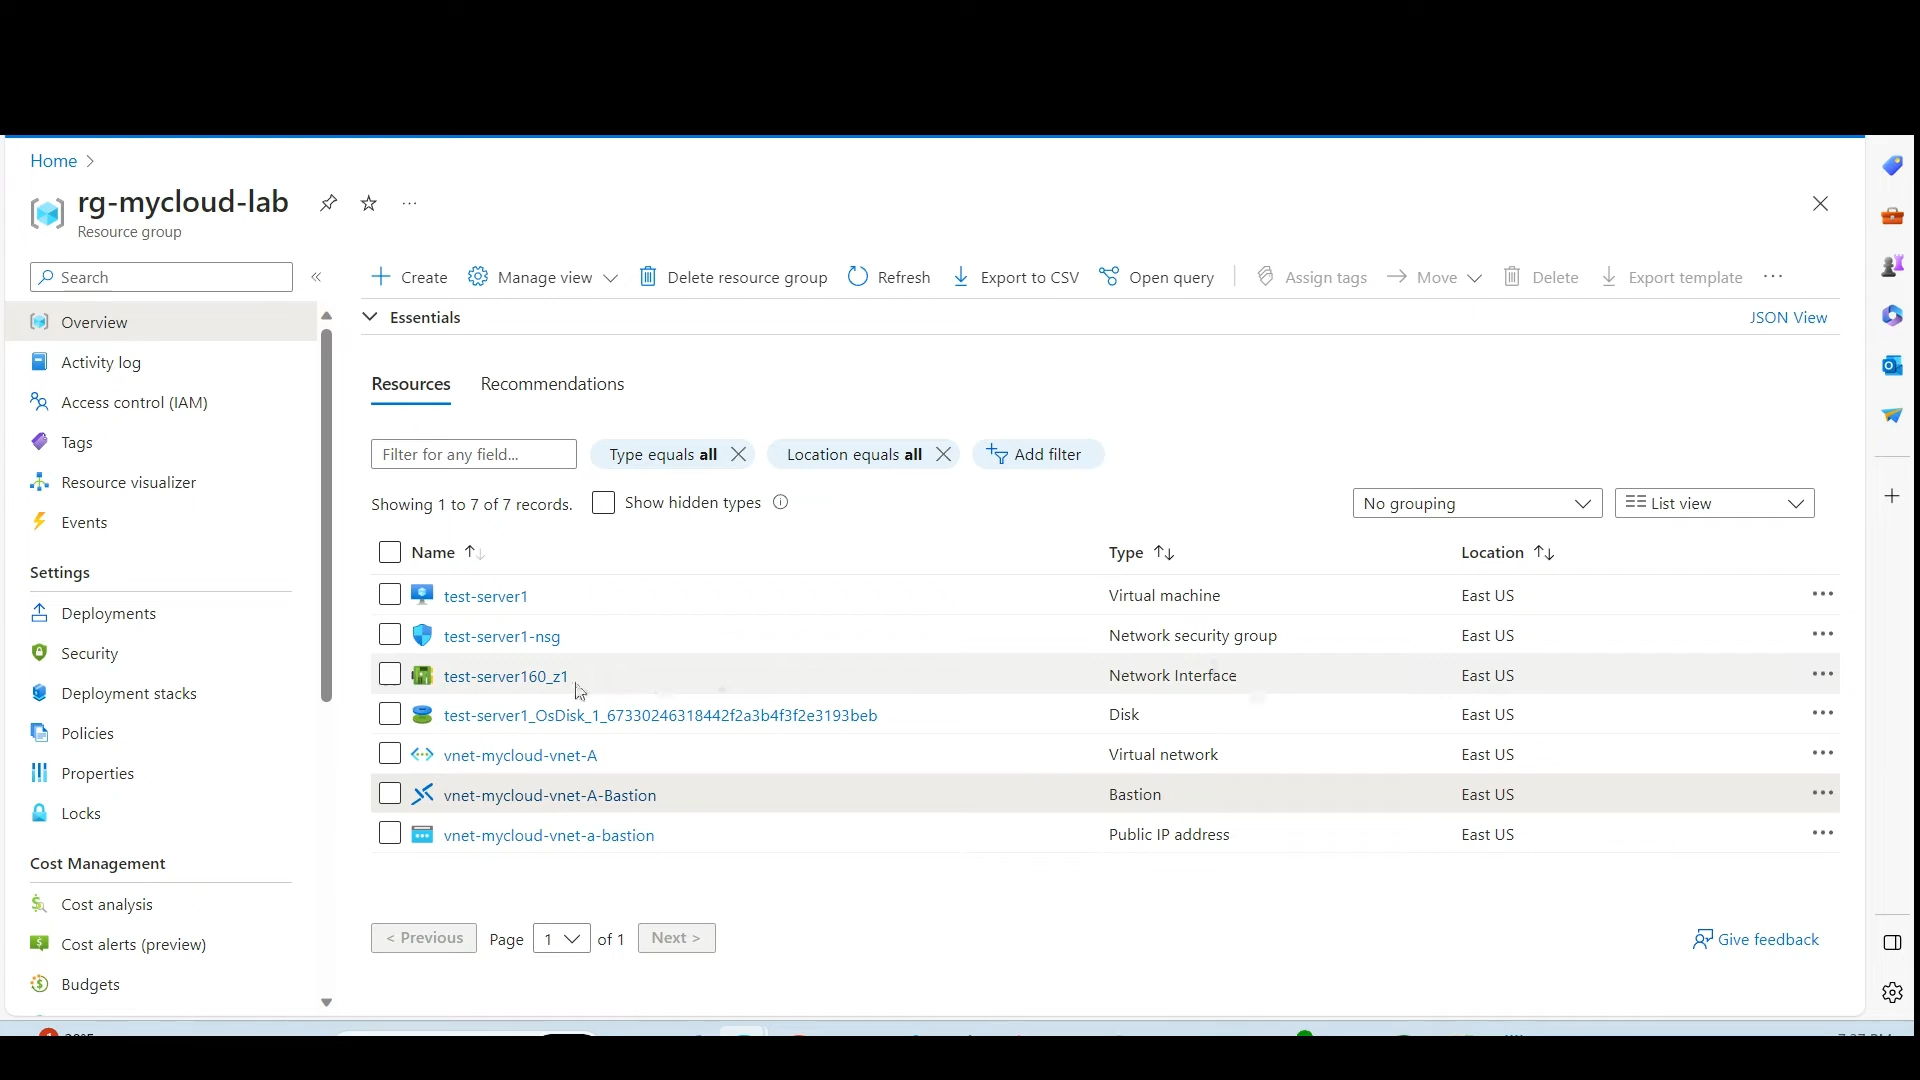 Home >
rg-mycloud-lab ...
Resource group
Search «
+ Create Manage view Delete resource group Refresh Export to CSV Open query Assign tags Move Delete Export template ...
Overview
Activity log
Access control (IAM)
Tags
Resource visualizer
Events
Settings
Deployments
Security
Deployment stacks
Policies
Properties
Locks
Cost Management
Cost analysis
Cost alerts (preview)
Budgets
Essentials JSON View
Resources Recommendations
Filter for any field... Type equals all Location equals all Add filter
Showing 1 to 7 of 7 records. Show hidden types No grouping List view
Name Type Location
test-server1 Virtual machine East US
test-server1-nsg Network security group East US
test-server160_z1 Network Interface East US
test-server1_OsDisk_1_67330246318442f2a3b4f3f2e3193beb Disk East US
vnet-mycloud-vnet-A Virtual network East US
vnet-mycloud-vnet-A-Bastion Bastion East US
vnet-mycloud-vnet-a-bastion Public IP address East US
< Previous Page 1 of 1 Next > Give feedback